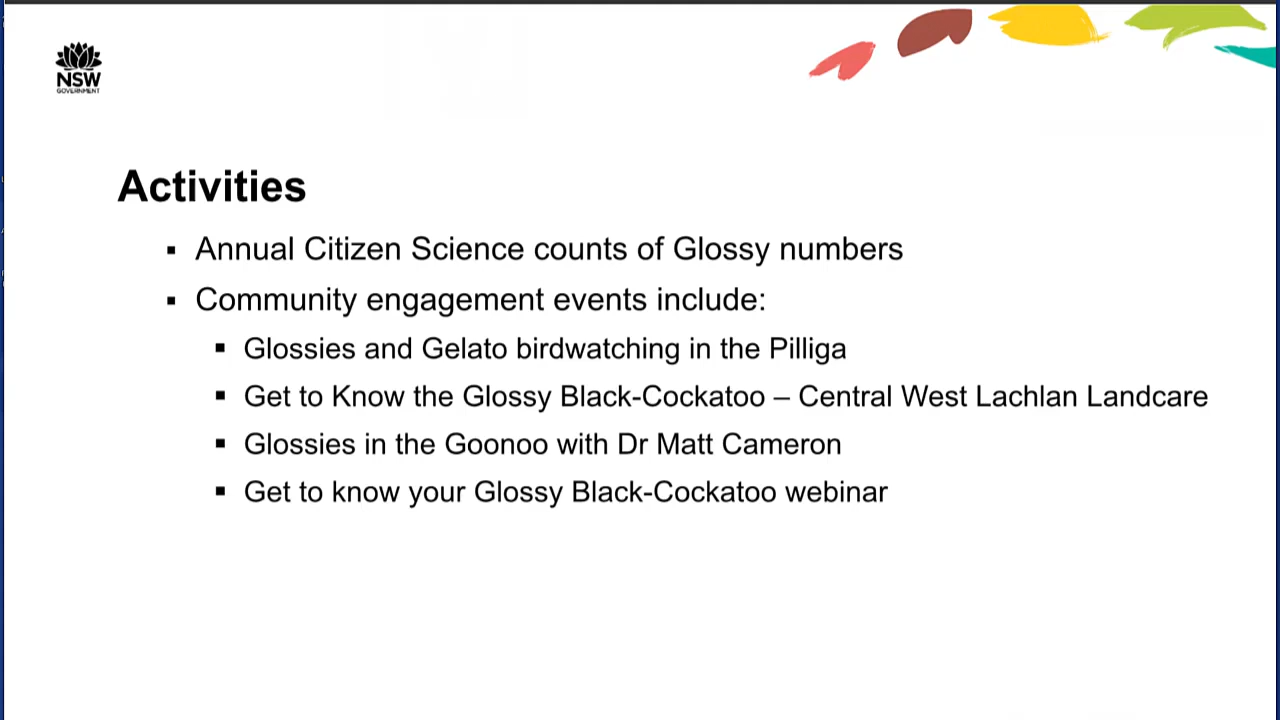 NSW
GOVERNMENT
Activities
▪ Annual Citizen Science counts of Glossy numbers
▪ Community engagement events include:
▪ Glossies and Gelato birdwatching in the Pilliga
▪ Get to Know the Glossy Black-Cockatoo – Central West Lachlan Landcare
▪ Glossies in the Goonoo with Dr Matt Cameron
▪ Get to know your Glossy Black-Cockatoo webinar